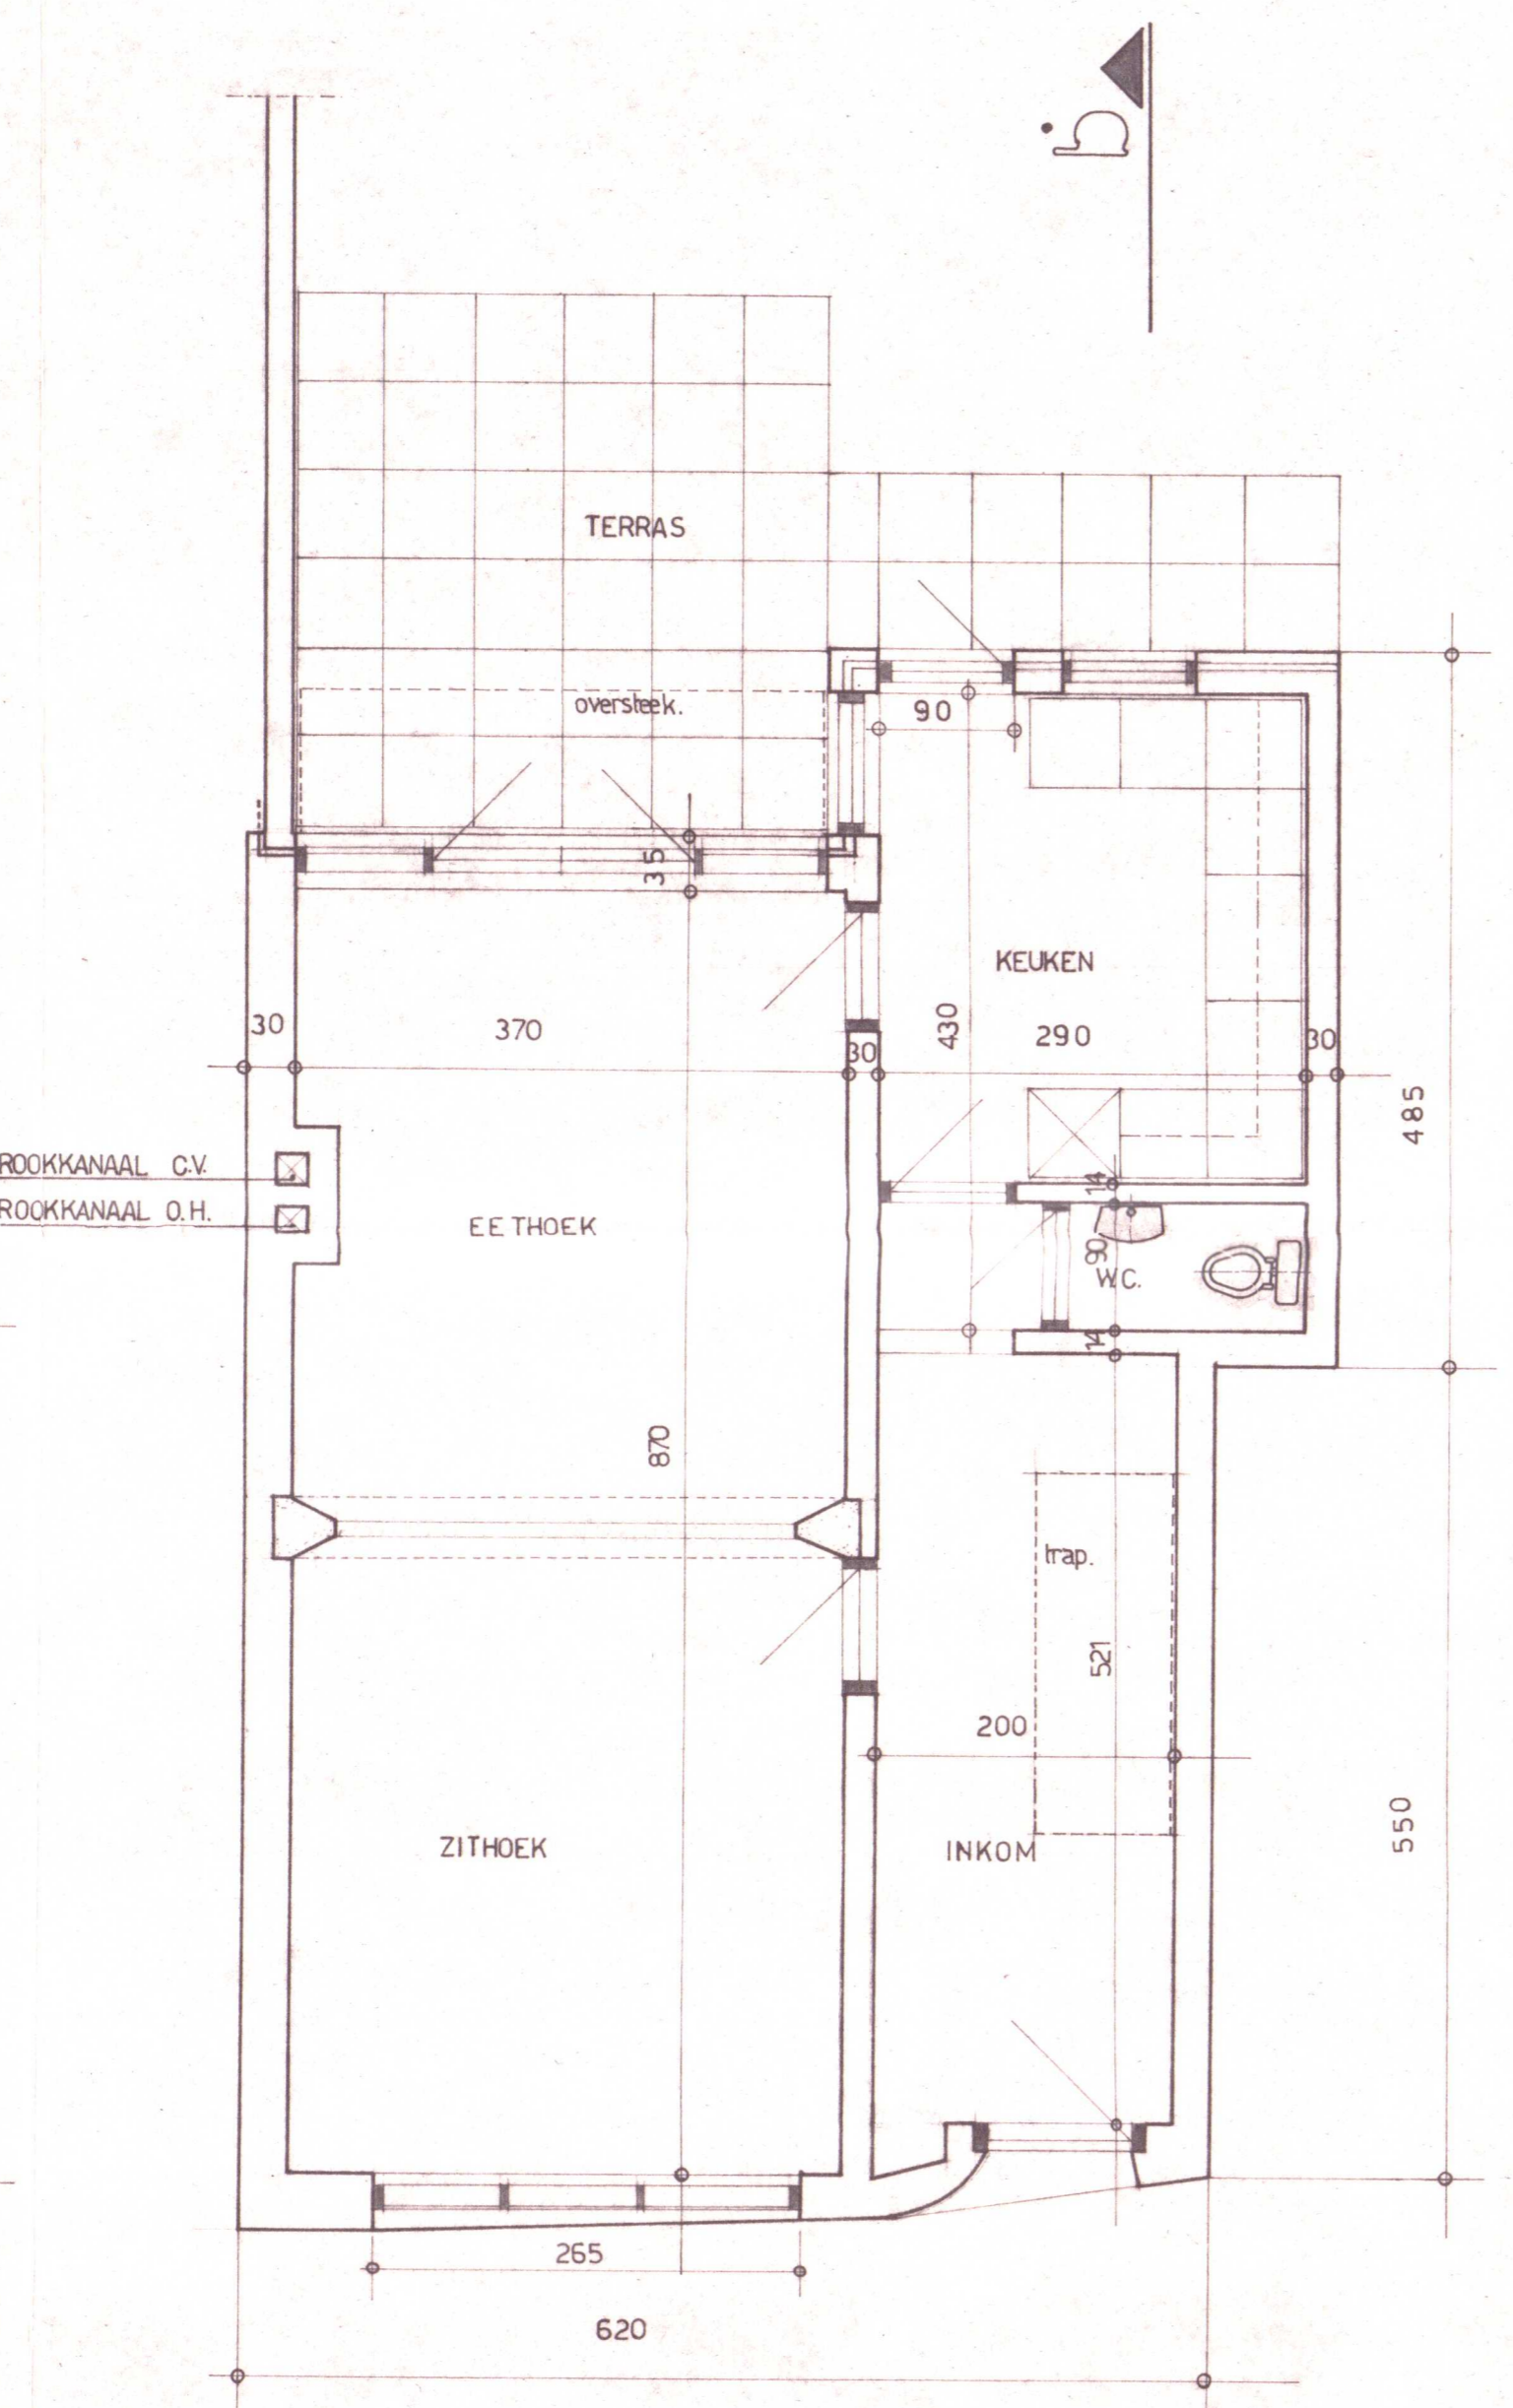 b.
TERRAS
oversteek.
90
35
KEUKEN
30
370
30
430
290
30
485
ROOKKANAAL C.V.
ROOKKANAAL O.H.
14
EETHOEK
90
W.C.
14
870
trap.
521
200
ZITHOEK
INKOM
550
265
620